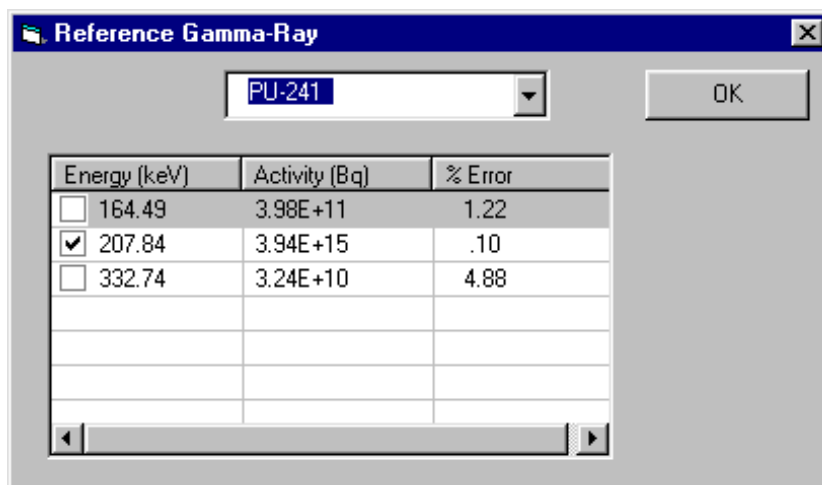 Reference Gamma-Ray
PU-241
OK
Energy (keV) Activity (Bq) % Error
164.49 3.98E+11 1.22
207.84 3.94E+15 .10
332.74 3.24E+10 4.88